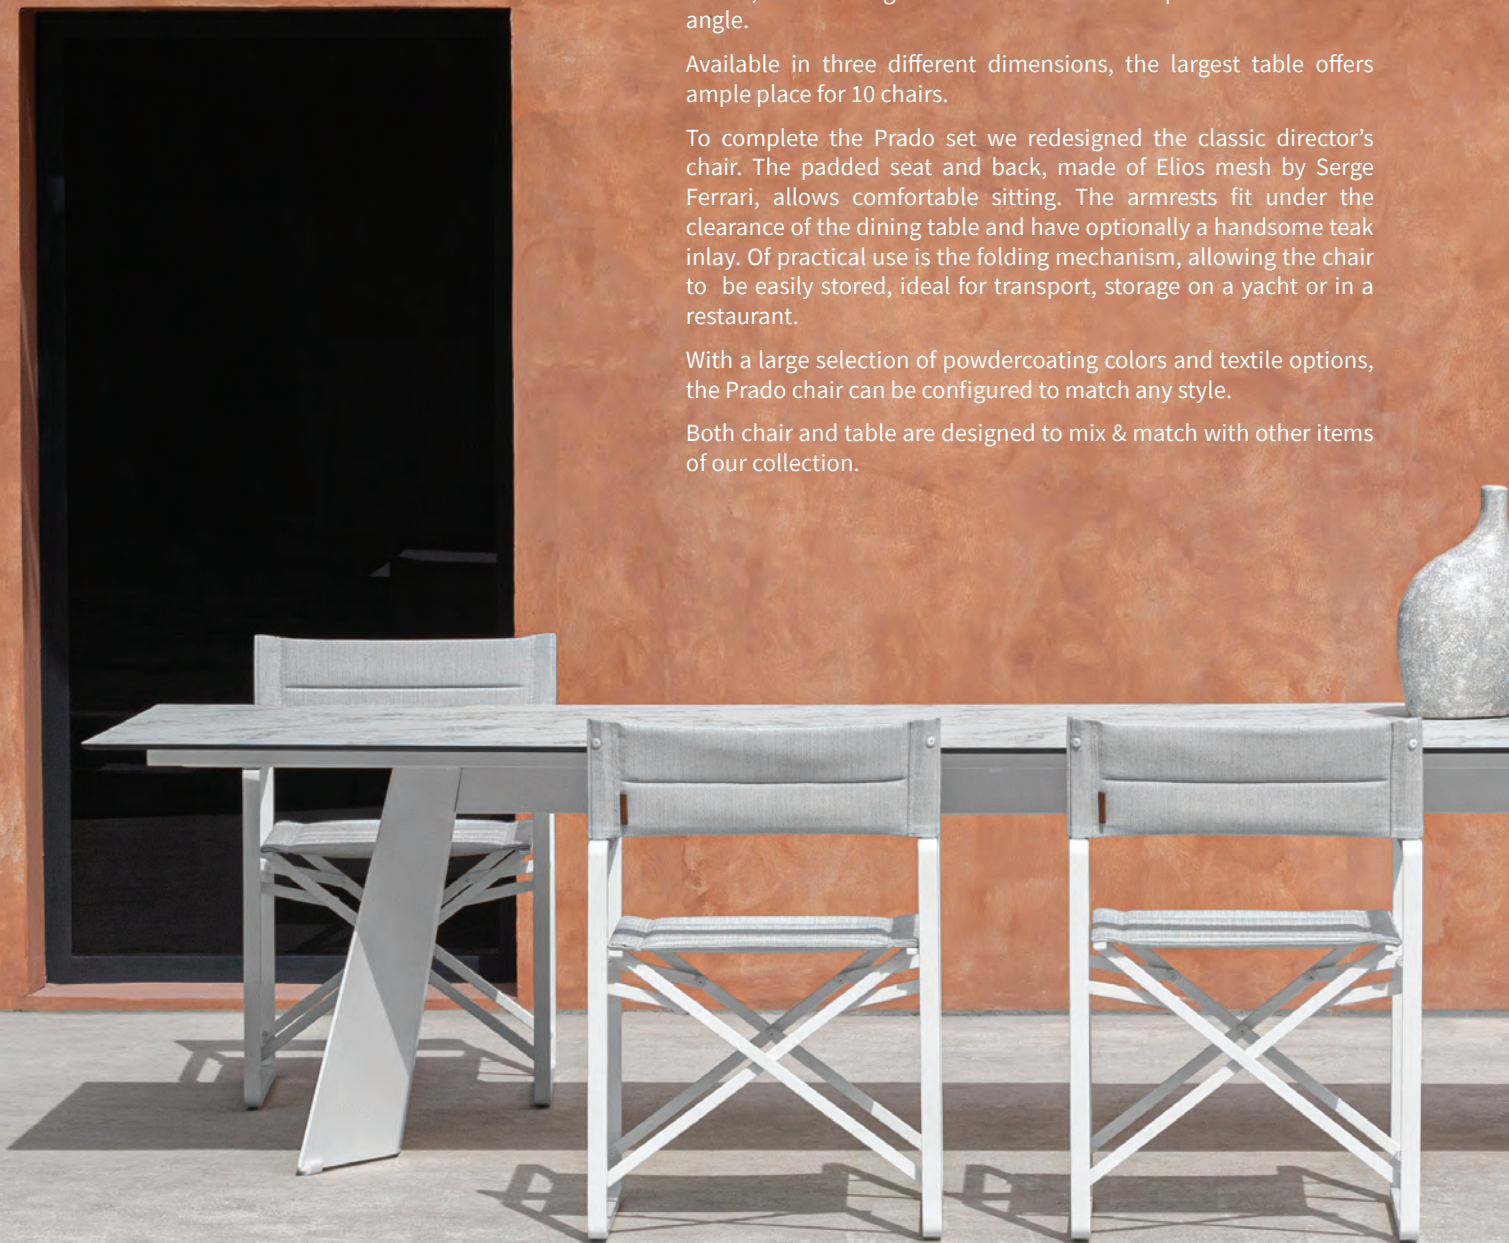 angle.
Available in three different dimensions, the largest table offers
ample place for 10 chairs.
To complete the Prado set we redesigned the classic director's
chair. The padded seat and back, made of Elios mesh by Serge
Ferrari, allows comfortable sitting. The armrests fit under the
clearance of the dining table and have optionally a handsome teak
inlay. Of practical use is the folding mechanism, allowing the chair
to be easily stored, ideal for transport, storage on a yacht or in a
restaurant.
With a large selection of powdercoating colors and textile options,
the Prado chair can be configured to match any style.
Both chair and table are designed to mix & match with other items
of our collection.